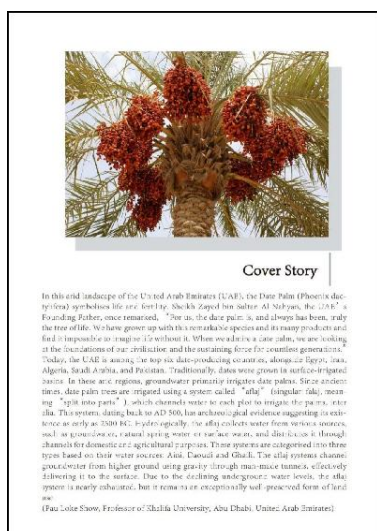 Cover Story
In this arid landscape of the United Arab Emirates (UAE), the Date Palm (Phoenix dac-
tylifera) symbolises life and fertility. Sheikh Zayed bin Sultan Al Nahyan, the UAE’s
Founding Father, once remarked, “For us, the date palm is, and always has been, truly
the tree of life. We have grown up with this remarkable species and its many products and
find it impossible to imagine life without it. When we admire a date palm, we are looking
at the foundations of our civilisation and the sustaining force for countless generations.”
Today, the UAE is among the top six date-producing countries, alongside Egypt, Iran,
Algeria, Saudi Arabia, and Pakistan. Traditionally, dates were grown in surface-irrigated
basins. In these arid regions, groundwater primarily irrigates date palms. Since ancient
times, date palm trees are irrigated using a system called “aflaj” (singular falaj, mean-
ing “split into parts”), which channels water to each plot to irrigate the palms, inter
alia. This system, dating back to AD 500, has archaeological evidence suggesting its exis-
tence as early as 2500 BC. Hydrologically, the aflaj collects water from various sources,
such as groundwater, natural spring water or surface water, and distributes it through
channels for domestic and agricultural purposes. These systems are categorised into three
types based on their water sources: Aini, Daoudi and Ghaili. The aflaj systems channel
groundwater from higher ground using gravity through man-made tunnels, effectively
delivering it to the surface. Due to the declining underground water levels, the aflaj
system is nearly exhausted, but it remains an exceptionally well-preserved form of land
use.
(Pau Loke Show, Professor of Khalifa University, Abu Dhabi, United Arab Emirates)